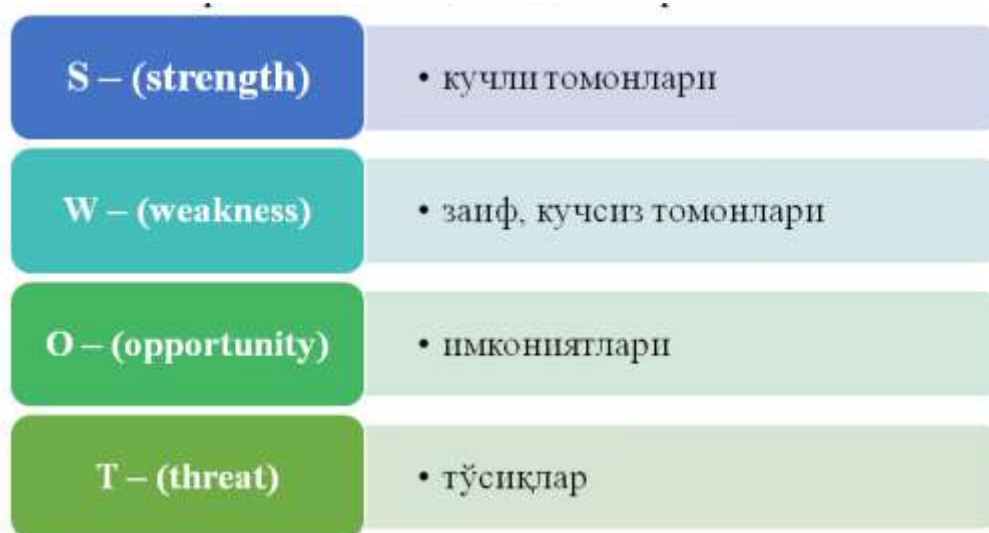 S – (strength)
• кучли томонлари
W – (weakness)
• заиф, кучсиз томонлари
O – (opportunity)
• имкониятлари
T – (threat)
• тўсиқлар